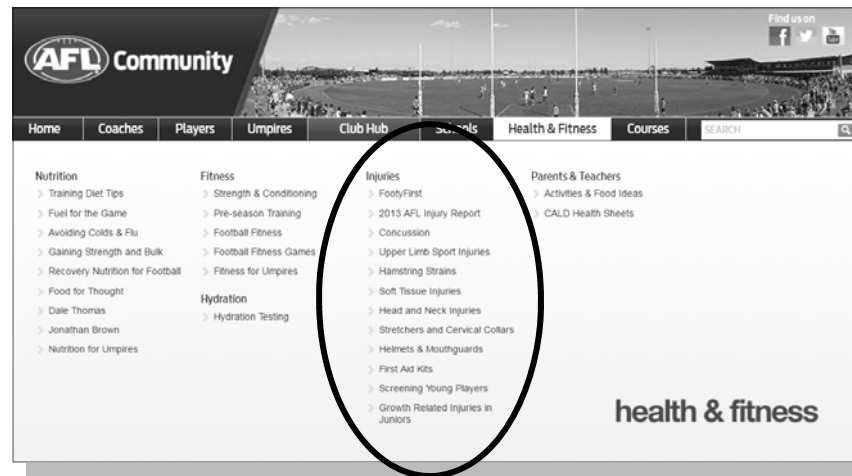 Find us on
AFL Community
f You Tube
Home Coaches Players Umpires Club Hub Schools Health & Fitness Courses SEARCH
Nutrition
Training Diet Tips
Fuel for the Game
Avoiding Colds & Flu
Gaining Strength and Bulk
Recovery Nutrition for Football
Food for Thought
Dale Thomas
Jonathan Brown
Nutrition for Umpires
Fitness
Strength & Conditioning
Pre-season Training
Football Fitness
Football Fitness Games
Fitness for Umpires
Hydration
Hydration Testing
Injuries
FootyFirst
2013 AFL Injury Report
Concussion
Upper Limb Sport Injuries
Hamstring Strains
Soft Tissue Injuries
Head and Neck Injuries
Stretchers and Cervical Collars
Helmets & Mouthguards
First Aid Kits
Screening Young Players
Growth Related Injuries in
Juniors
Parents & Teachers
Activities & Food Ideas
CALD Health Sheets
health & fitness